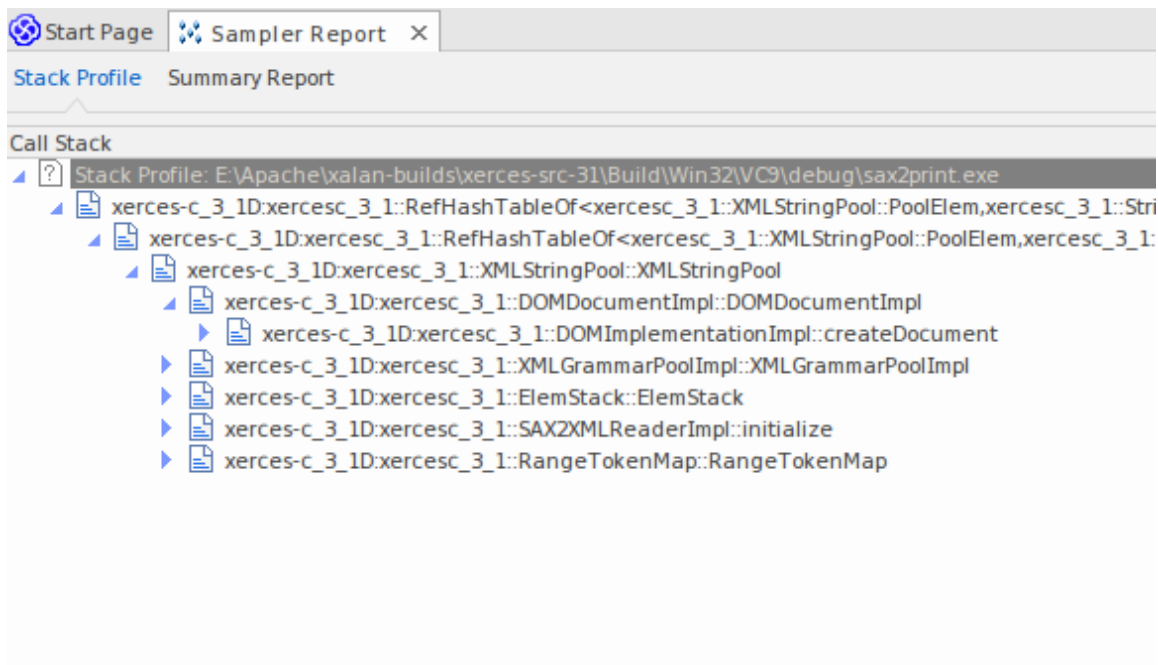 Start Page Sampler Report ×
Stack Profile Summary Report
Call Stack
Stack Profile: E:\Apache\xalan-builds\xerces-src-31\Build\Win32\VC9\debug\sax2print.exe
xerces-c_3_1D:xercesc_3_1::RefHashTableOf<xercesc_3_1::XMLStringPool::PoolElem,xercesc_3_1::Stri
xerces-c_3_1D:xercesc_3_1::RefHashTableOf<xercesc_3_1::XMLStringPool::PoolElem,xercesc_3_1:
xerces-c_3_1D:xercesc_3_1::XMLStringPool::XMLStringPool
xerces-c_3_1D:xercesc_3_1::DOMDocumentImpl::DOMDocumentImpl
xerces-c_3_1D:xercesc_3_1::DOMImplementationImpl::createDocument
xerces-c_3_1D:xercesc_3_1::XMLGrammarPoolImpl::XMLGrammarPoolImpl
xerces-c_3_1D:xercesc_3_1::ElemStack::ElemStack
xerces-c_3_1D:xercesc_3_1::SAX2XMLReaderImpl::initialize
xerces-c_3_1D:xercesc_3_1::RangeTokenMap::RangeTokenMap